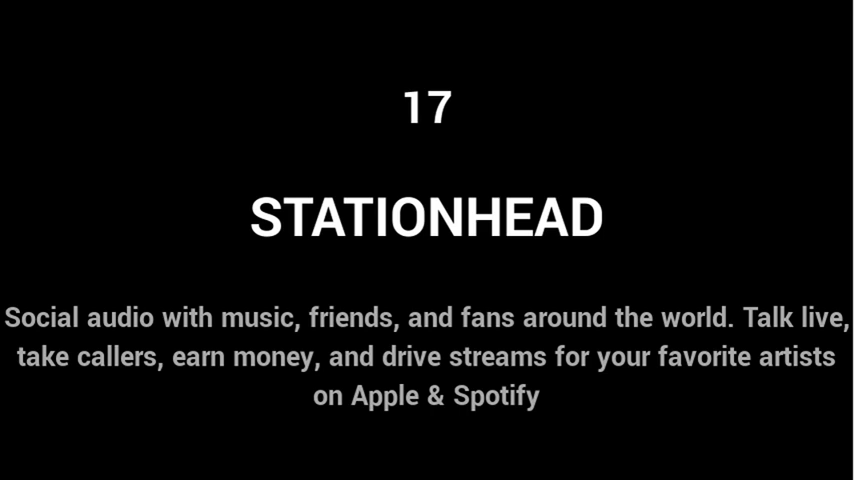 17
STATIONHEAD
Social audio with music, friends, and fans around the world. Talk live,
take callers, earn money, and drive streams for your favorite artists
on Apple & Spotify